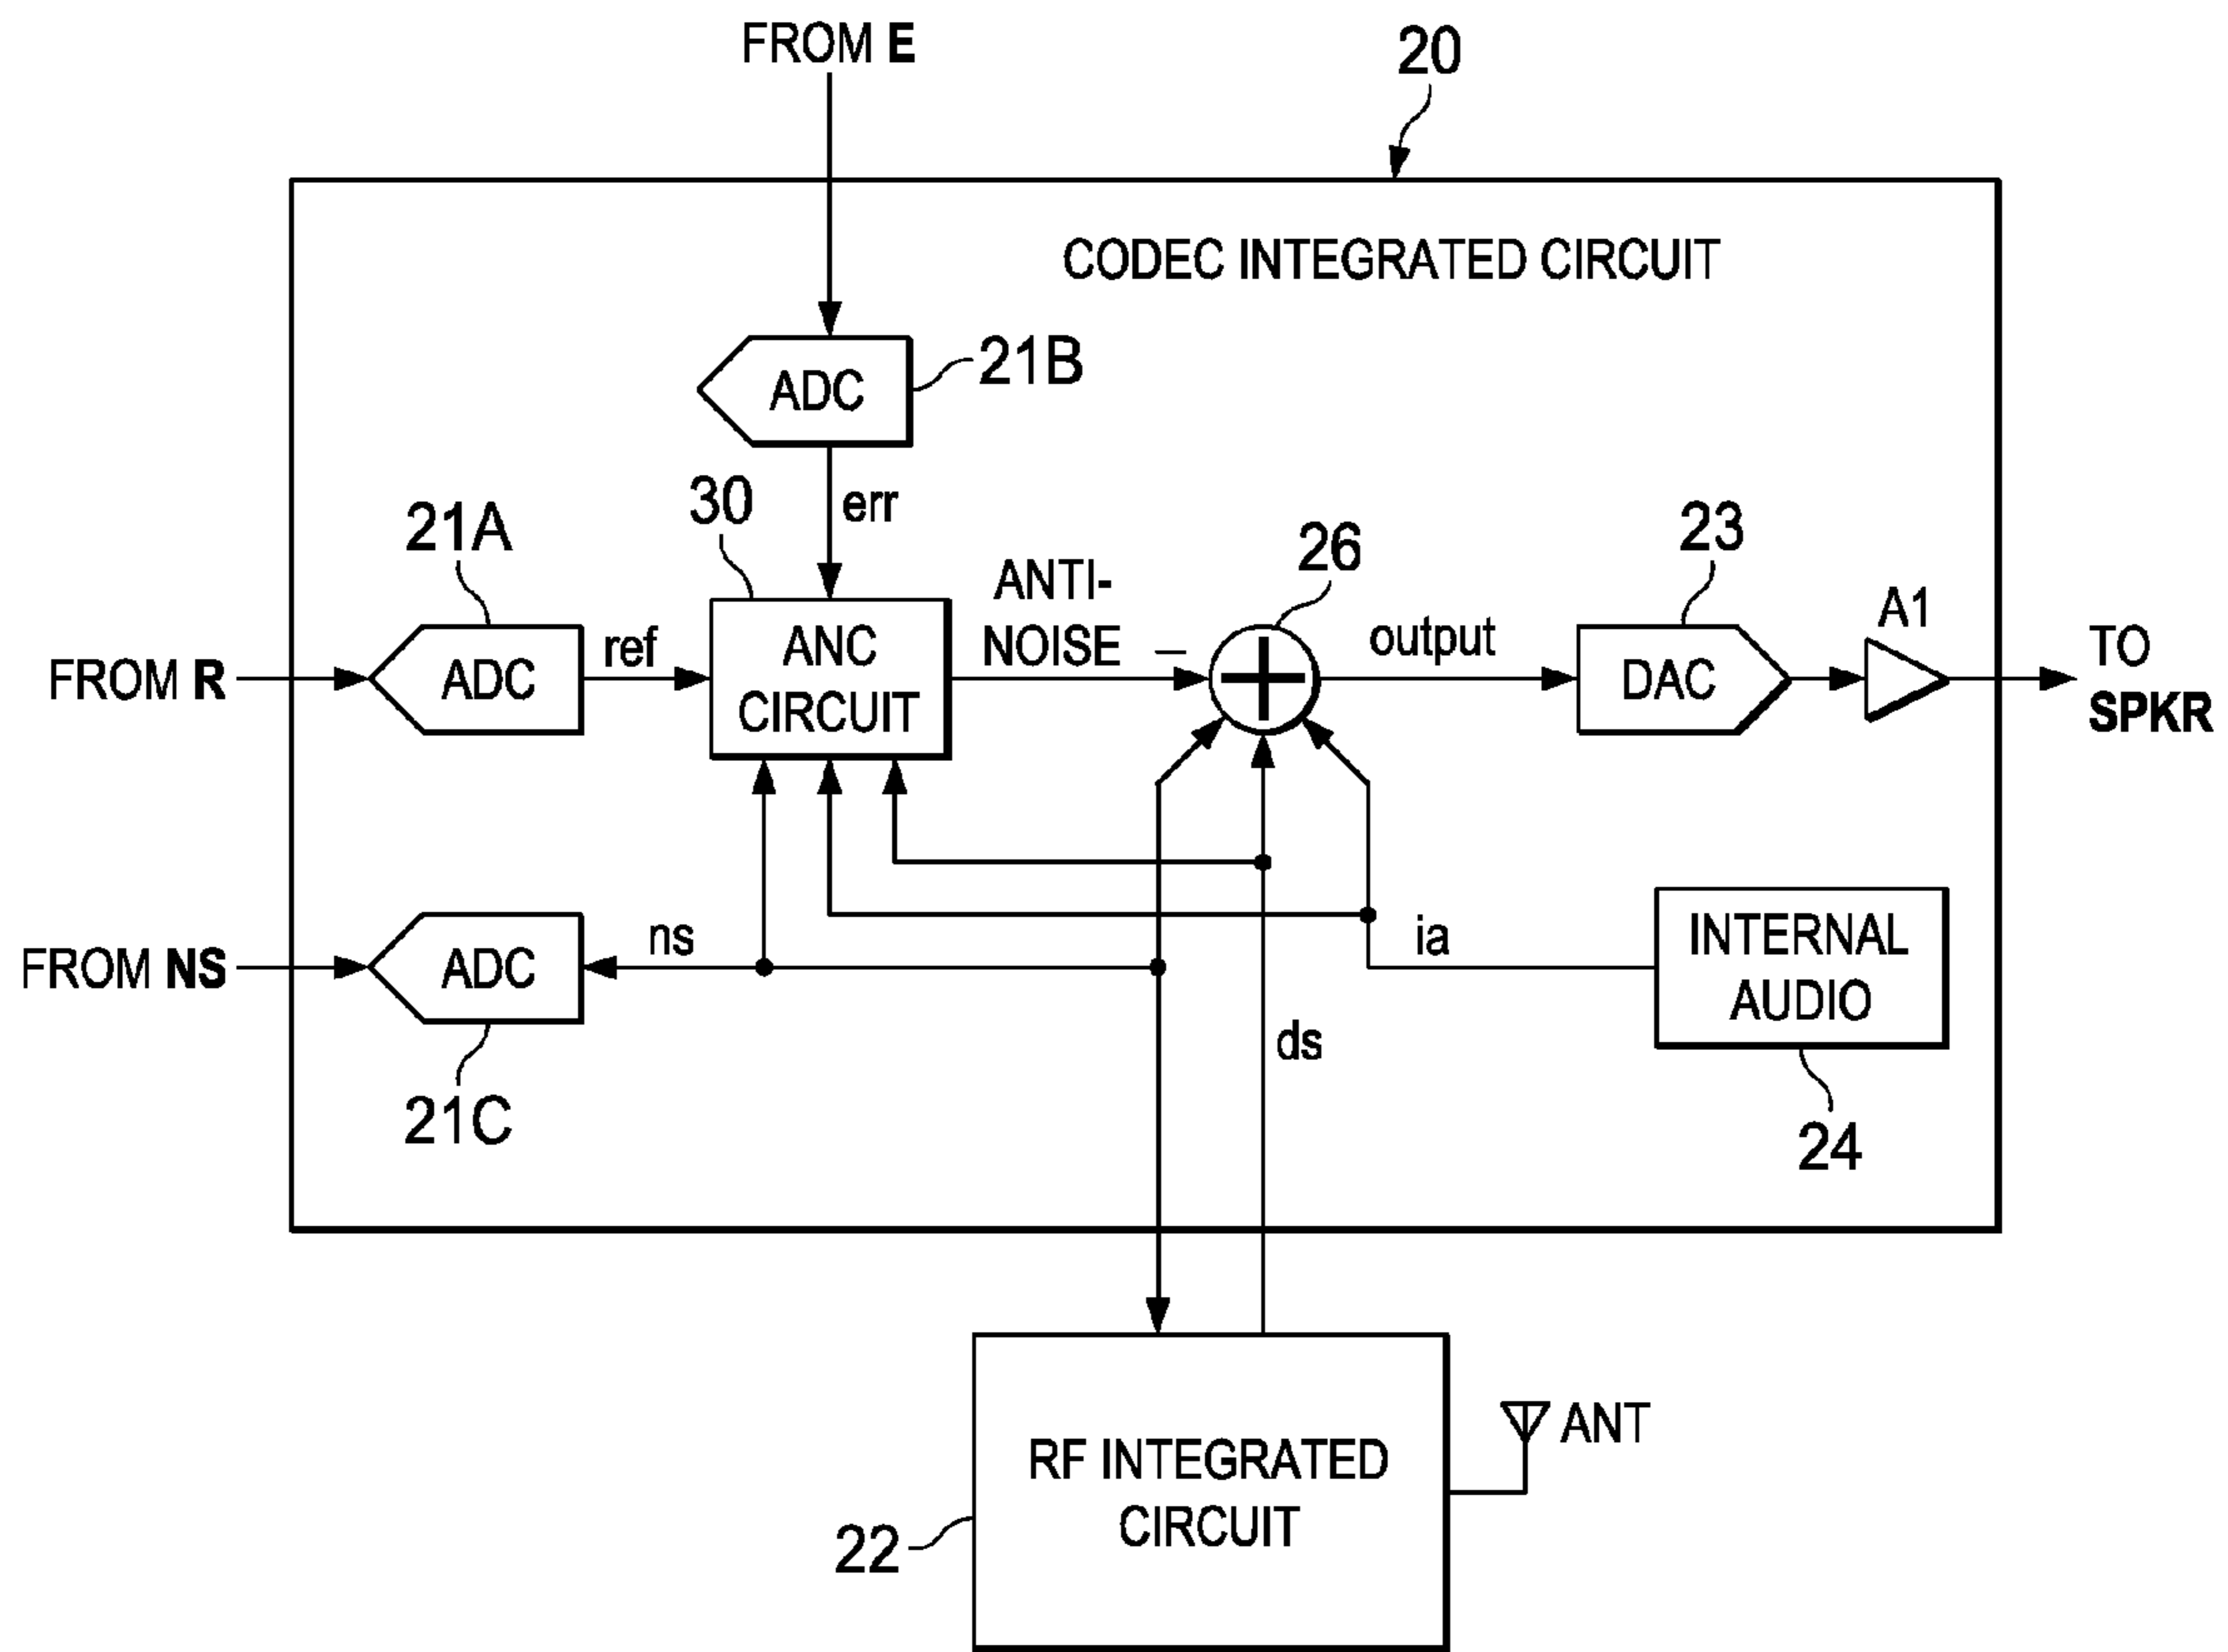 FROM E
20
CODEC INTEGRATED CIRCUIT
ADC
21B
err
30
21A
ANTI-
NOISE
–
26
23
A1
FROM R
ADC
ref
ANC
CIRCUIT
output
DAC
TO
SPKR
FROM NS
ADC
ns
ia
INTERNAL
AUDIO
21C
ds
24
RF INTEGRATED
CIRCUIT
ANT
22